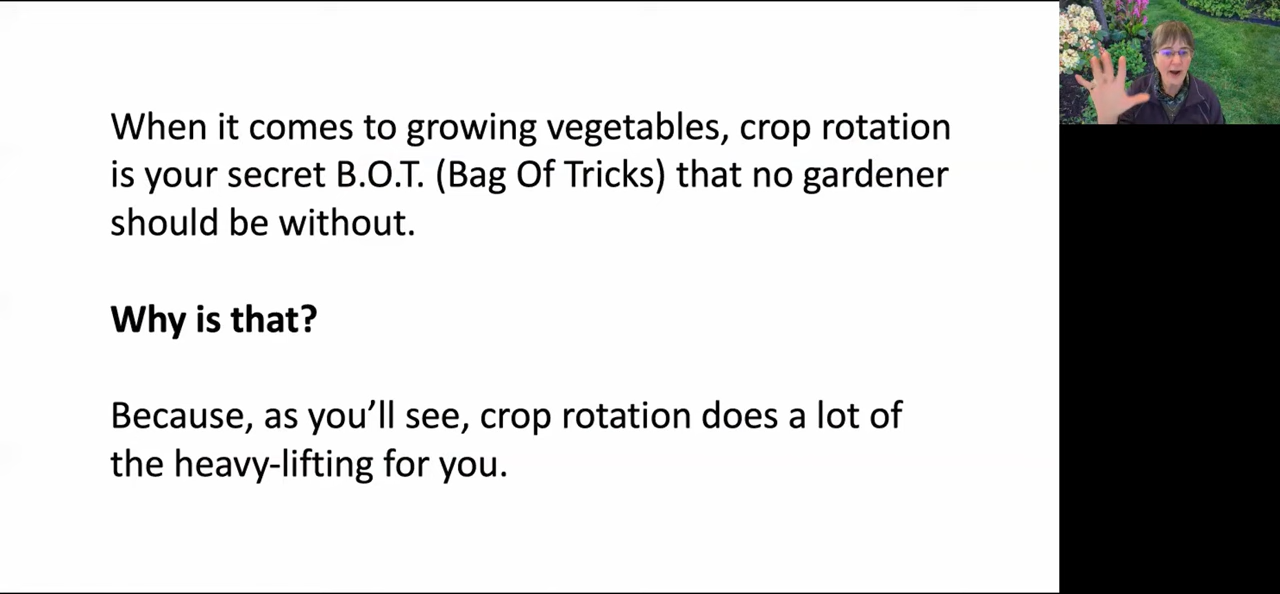 When it comes to growing vegetables, crop rotation
is your secret B.O.T. (Bag Of Tricks) that no gardener
should be without.
Why is that?
Because, as you’ll see, crop rotation does a lot of
the heavy-lifting for you.